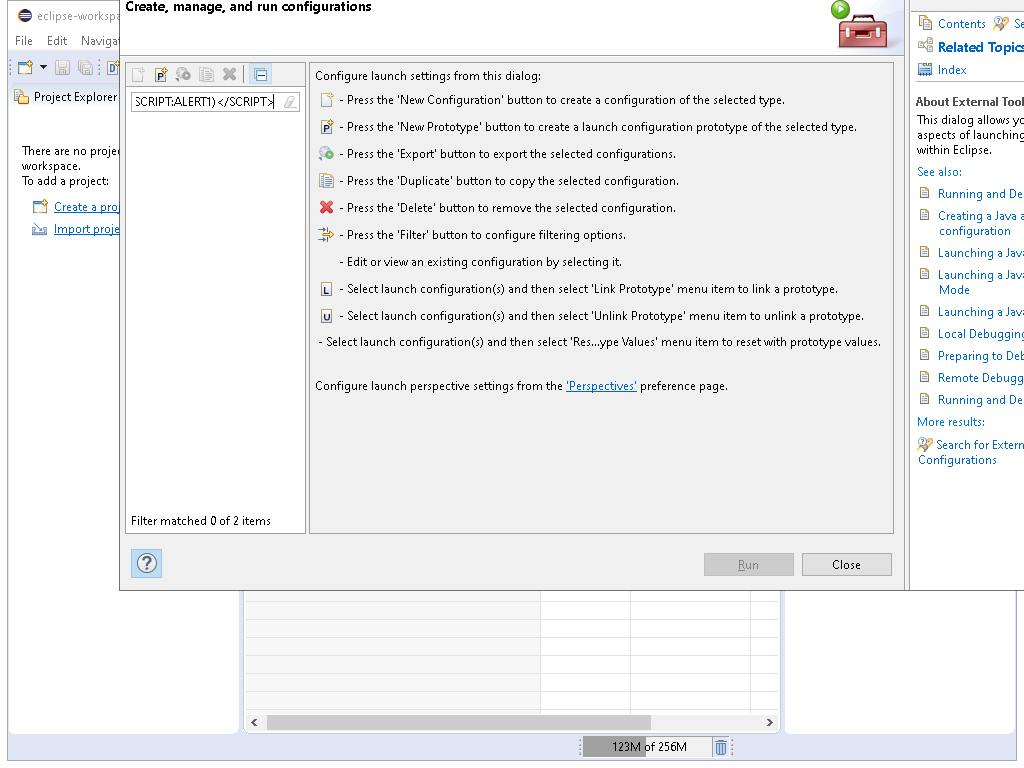 eclipse-workspa
File Edit Navigat
Project Explorer
There are no projec
workspace.
To add a project:
Create a proj
Import proje
Create, manage, and run configurations
SCRIPT:ALERT1)</SCRIPT>
Filter matched 0 of 2 items
Configure launch settings from this dialog:
- Press the 'New Configuration' button to create a configuration of the selected type.
- Press the 'New Prototype' button to create a launch configuration prototype of the selected type.
- Press the 'Export' button to export the selected configurations.
- Press the 'Duplicate' button to copy the selected configuration.
- Press the 'Delete' button to remove the selected configuration.
- Press the 'Filter' button to configure filtering options.
- Edit or view an existing configuration by selecting it.
- Select launch configuration(s) and then select 'Link Prototype' menu item to link a prototype.
- Select launch configuration(s) and then select 'Unlink Prototype' menu item to unlink a prototype.
- Select launch configuration(s) and then select 'Res...ype Values' menu item to reset with prototype values.
Configure launch perspective settings from the 'Perspectives' preference page.
Run Close
Contents Se
Related Topics
Index
About External Tool
This dialog allows yo
aspects of launching
within Eclipse.
See also:
Running and De
Creating a Java a
configuration
Launching a Java
Launching a Java
Mode
Launching a Java
Local Debugging
Preparing to Deb
Remote Debugg
Running and De
More results:
Search for Extern
Configurations
123M of 256M